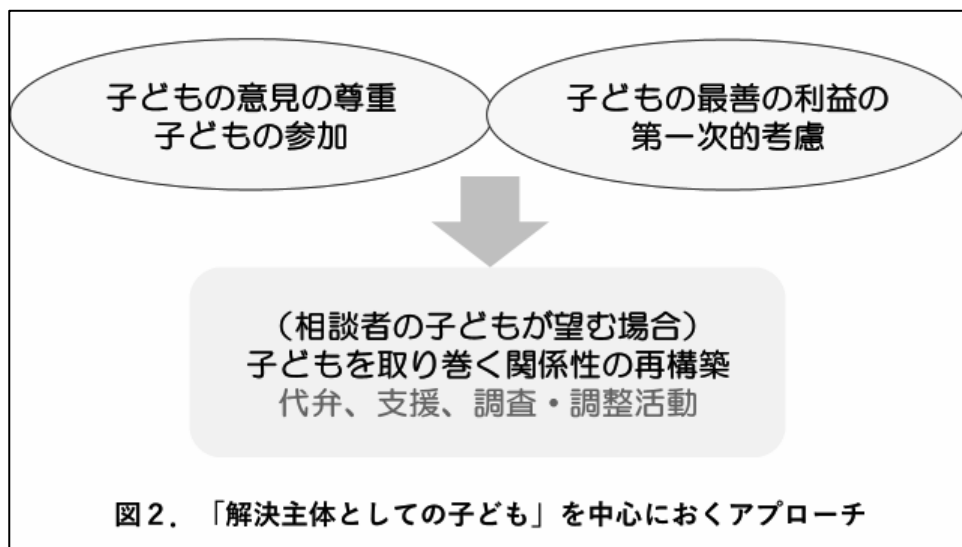 子どもの意見の尊重
子どもの参加
子どもの最善の利益の
第一次的考慮
（相談者の子どもが望む場合）
子どもを取り巻く関係性の再構築
代弁、支援、調査・調整活動
図２．「解決主体としての子ども」を中心におくアプローチ